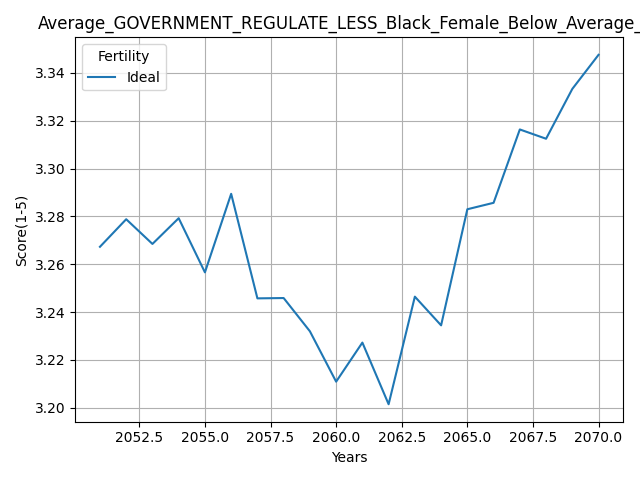 Average_GOVERNMENT_REGULATE_LESS_Black_Female_Below_Average_
Fertility
Ideal
3.34
3.32
3.30
3.28
3.26
3.24
3.22
3.20
Score(1-5)
2052.5 2055.0 2057.5 2060.0 2062.5 2065.0 2067.5 2070.0
Years